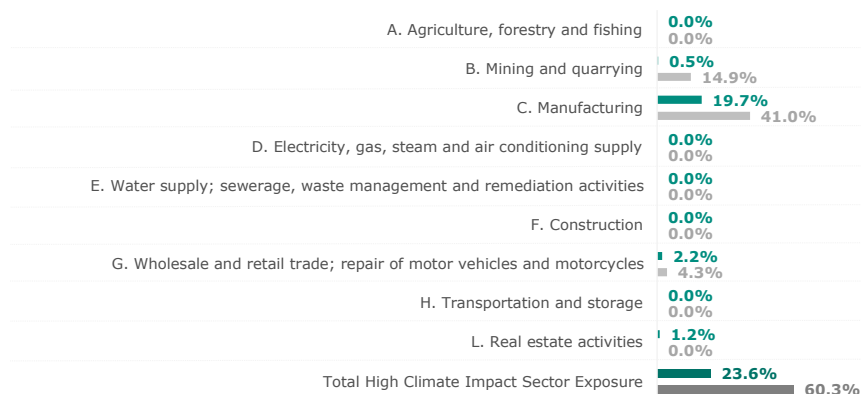 A. Agriculture, forestry and fishing
0.0%
0.0%
B. Mining and quarrying
0.5%
14.9%
C. Manufacturing
19.7%
41.0%
D. Electricity, gas, steam and air conditioning supply
0.0%
0.0%
E. Water supply; sewerage, waste management and remediation activities
0.0%
0.0%
F. Construction
0.0%
0.0%
G. Wholesale and retail trade; repair of motor vehicles and motorcycles
2.2%
4.3%
H. Transportation and storage
0.0%
0.0%
L. Real estate activities
1.2%
0.0%
Total High Climate Impact Sector Exposure
23.6%
60.3%